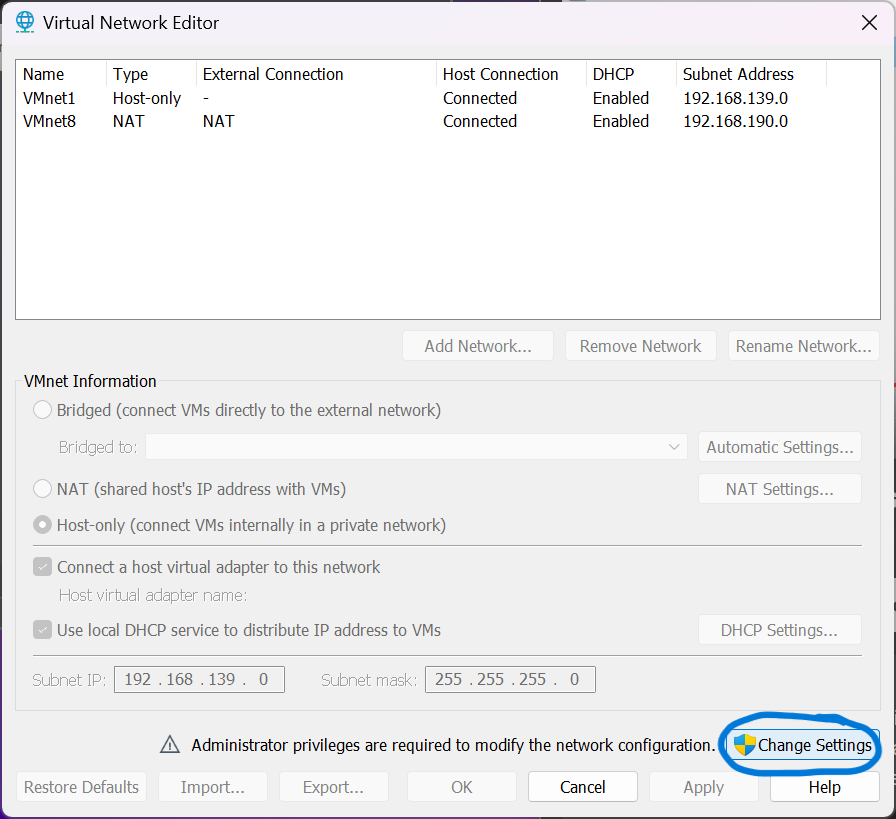 Virtual Network Editor
Name Type External Connection Host Connection DHCP Subnet Address
VMnet1 Host-only - Connected Enabled 192.168.139.0
VMnet8 NAT NAT Connected Enabled 192.168.190.0
Add Network... Remove Network Rename Network...
VMnet Information
Bridged (connect VMs directly to the external network)
Bridged to: Automatic Settings...
NAT (shared host's IP address with VMs) NAT Settings...
Host-only (connect VMs internally in a private network)
Connect a host virtual adapter to this network
Host virtual adapter name:
Use local DHCP service to distribute IP address to VMs DHCP Settings...
Subnet IP: 192 . 168 . 139 . 0 Subnet mask: 255 . 255 . 255 . 0
Administrator privileges are required to modify the network configuration. Change Settings
Restore Defaults Import... Export... OK Cancel Apply Help